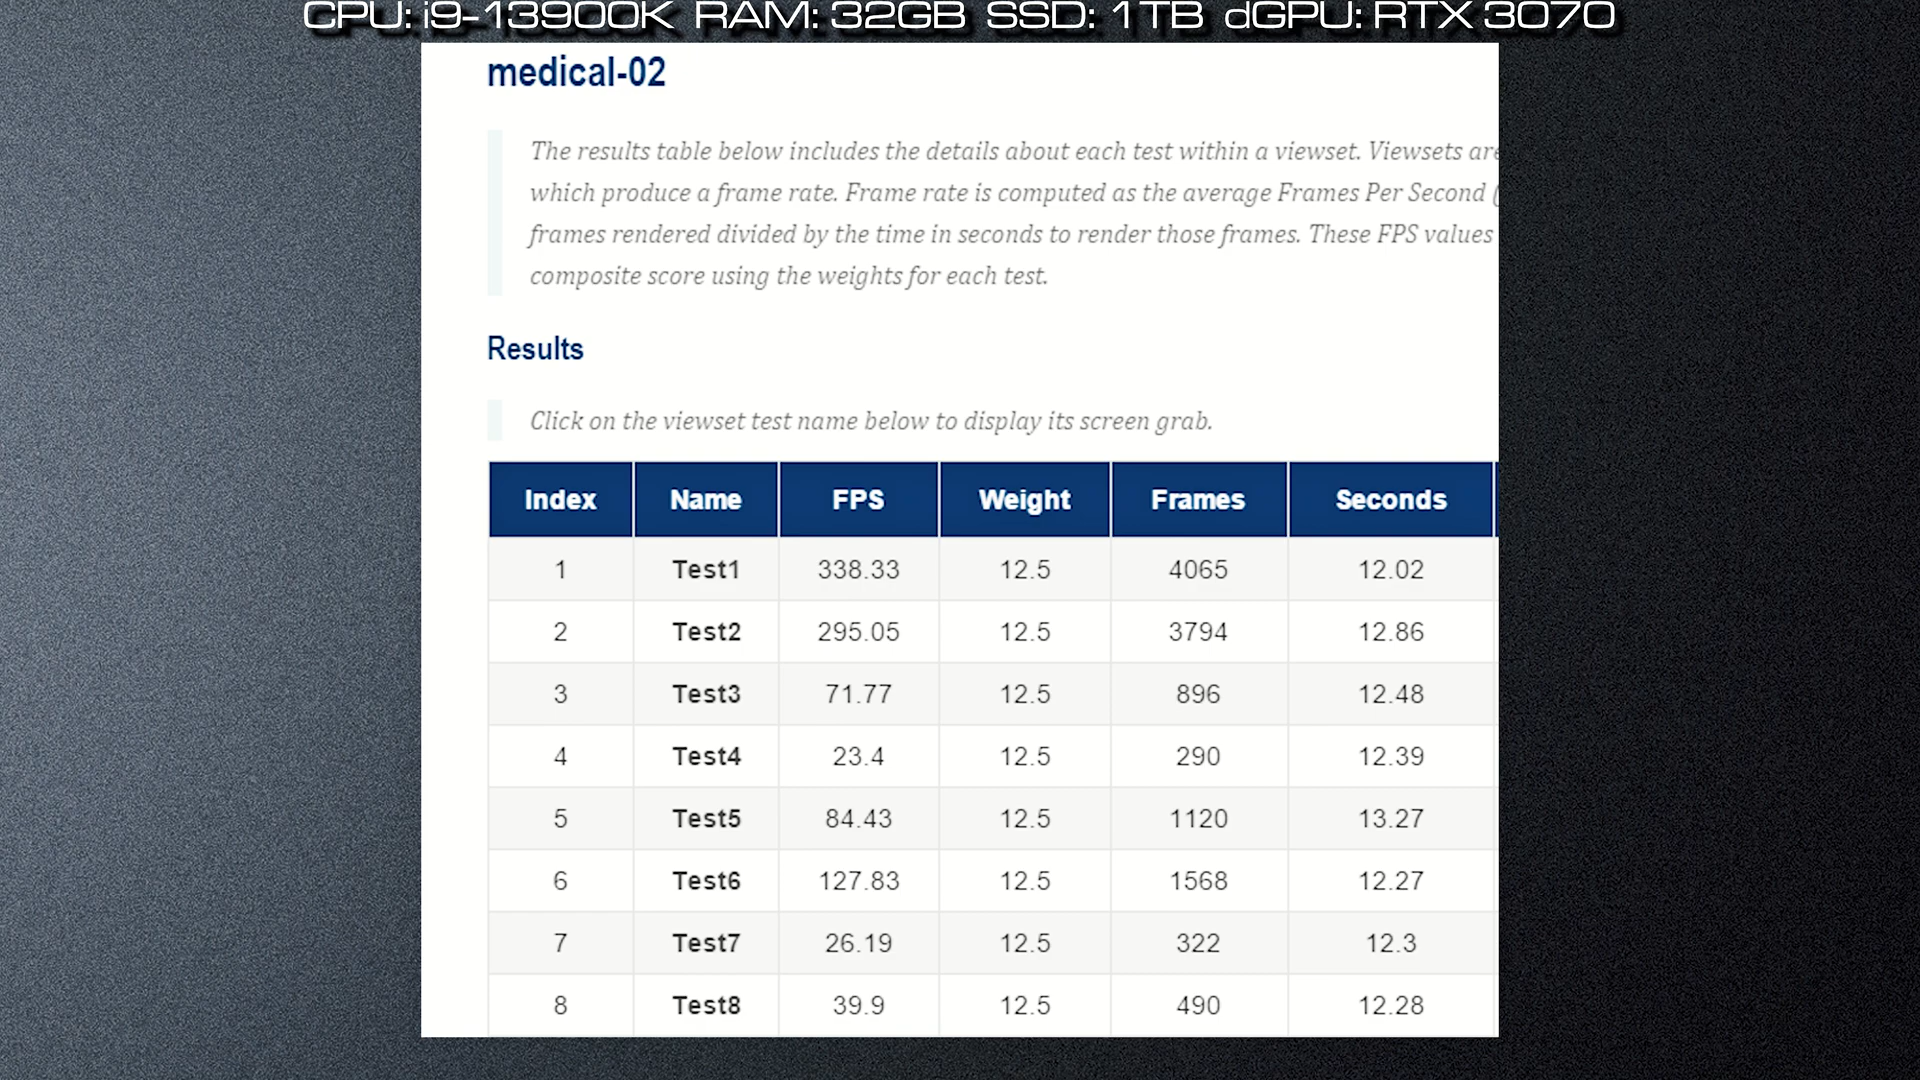 CPU: i9-13900K RAM: 32GB SSD: 1TB dGPU: RTX 3070
medical-02
The results table below includes the details about each test within a viewset. Viewsets are
which produce a frame rate. Frame rate is computed as the average Frames Per Second (
frames rendered divided by the time in seconds to render those frames. These FPS values
composite score using the weights for each test.
Results
Click on the viewset test name below to display its screen grab.
Index Name FPS Weight Frames Seconds
1 Test1 338.33 12.5 4065 12.02
2 Test2 295.05 12.5 3794 12.86
3 Test3 71.77 12.5 896 12.48
4 Test4 23.4 12.5 290 12.39
5 Test5 84.43 12.5 1120 13.27
6 Test6 127.83 12.5 1568 12.27
7 Test7 26.19 12.5 322 12.3
8 Test8 39.9 12.5 490 12.28